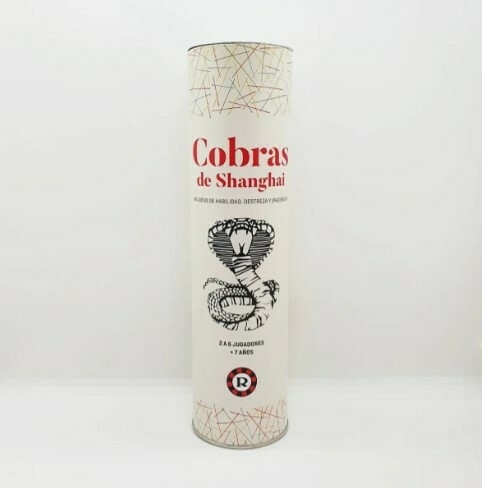 Cobras
de Shanghai
UN JUEGO DE HABILIDAD, DESTREZA Y ¡PACIENCIA!
2 A 6 JUGADORES
+ 7 AÑOS
R